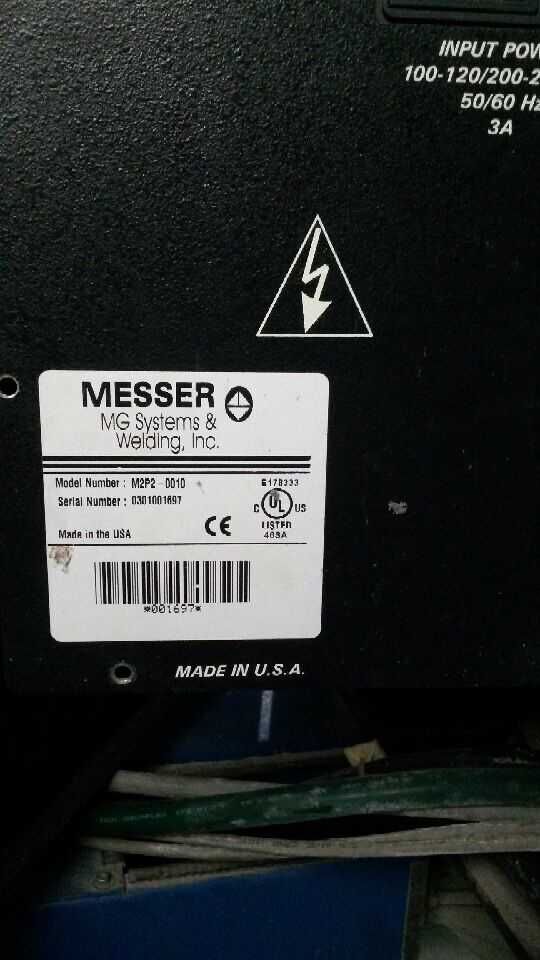 INPUT POW
100-120/200-2
50/60 Hz
3A
MESSER
MG Systems &
Welding, Inc.
Model Number : M2P2-0010
E178333
Serial Number : 0301001697
C UL US
LISTED
Made in the USA
CE
*001697*
MADE IN U.S.A.